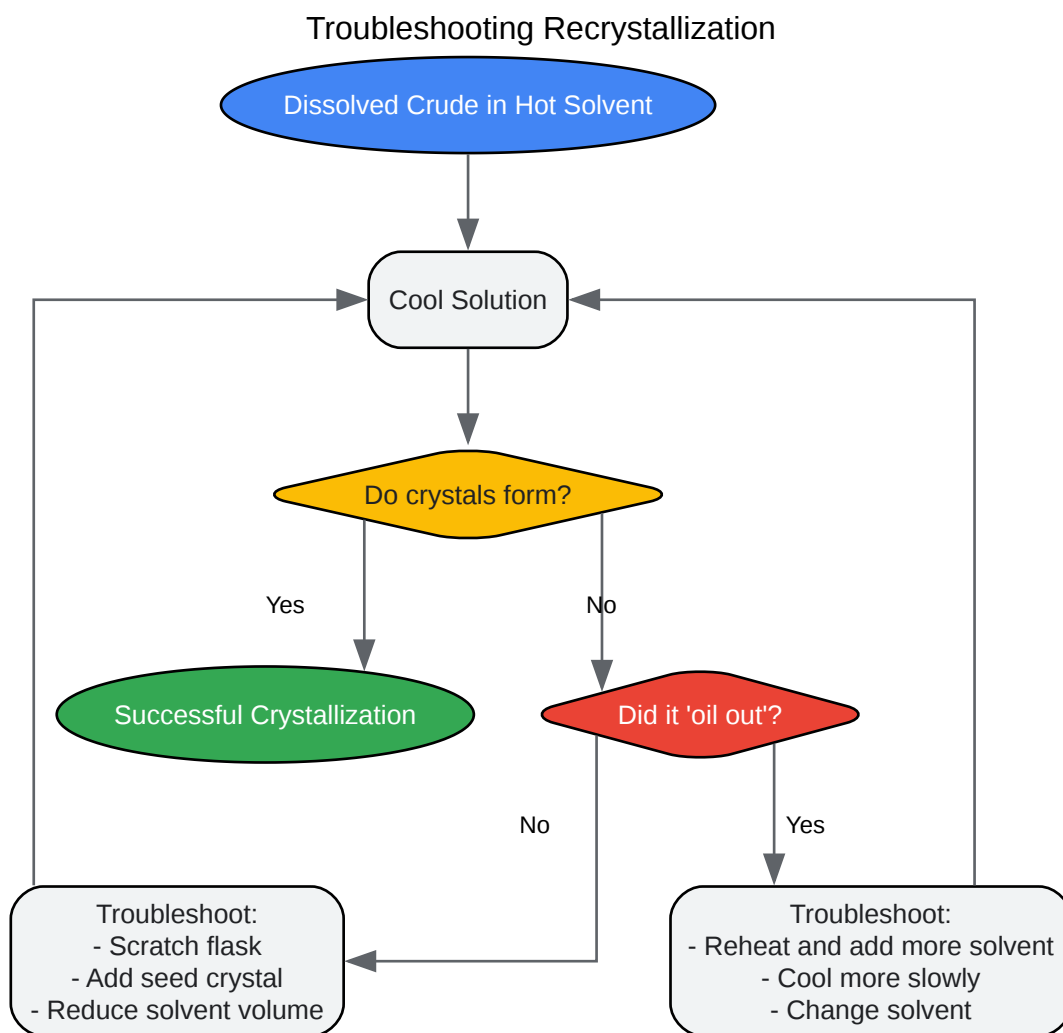 Troubleshooting Recrystallization
Dissolved Crude in Hot Solvent
Cool Solution
Do crystals form?
Yes
No
Successful Crystallization
Did it 'oil out'?
No
Yes
Troubleshoot:
- Scratch flask
- Add seed crystal
- Reduce solvent volume
Troubleshoot:
- Reheat and add more solvent
- Cool more slowly
- Change solvent